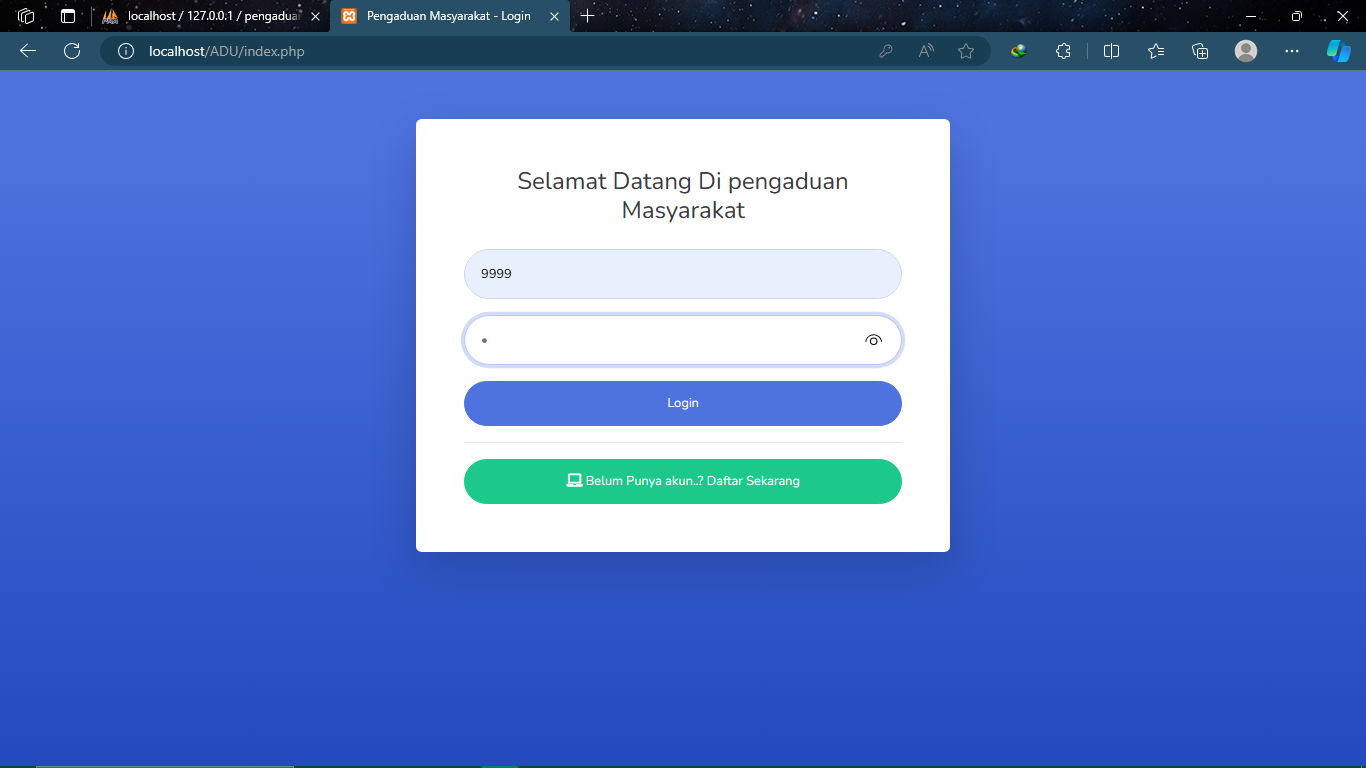 localhost / 127.0.0.1 / pengadua
Pengaduan Masyarakat - Login
localhost/ADU/index.php
Selamat Datang Di pengaduan
Masyarakat
9999
Login
Belum Punya akun..? Daftar Sekarang